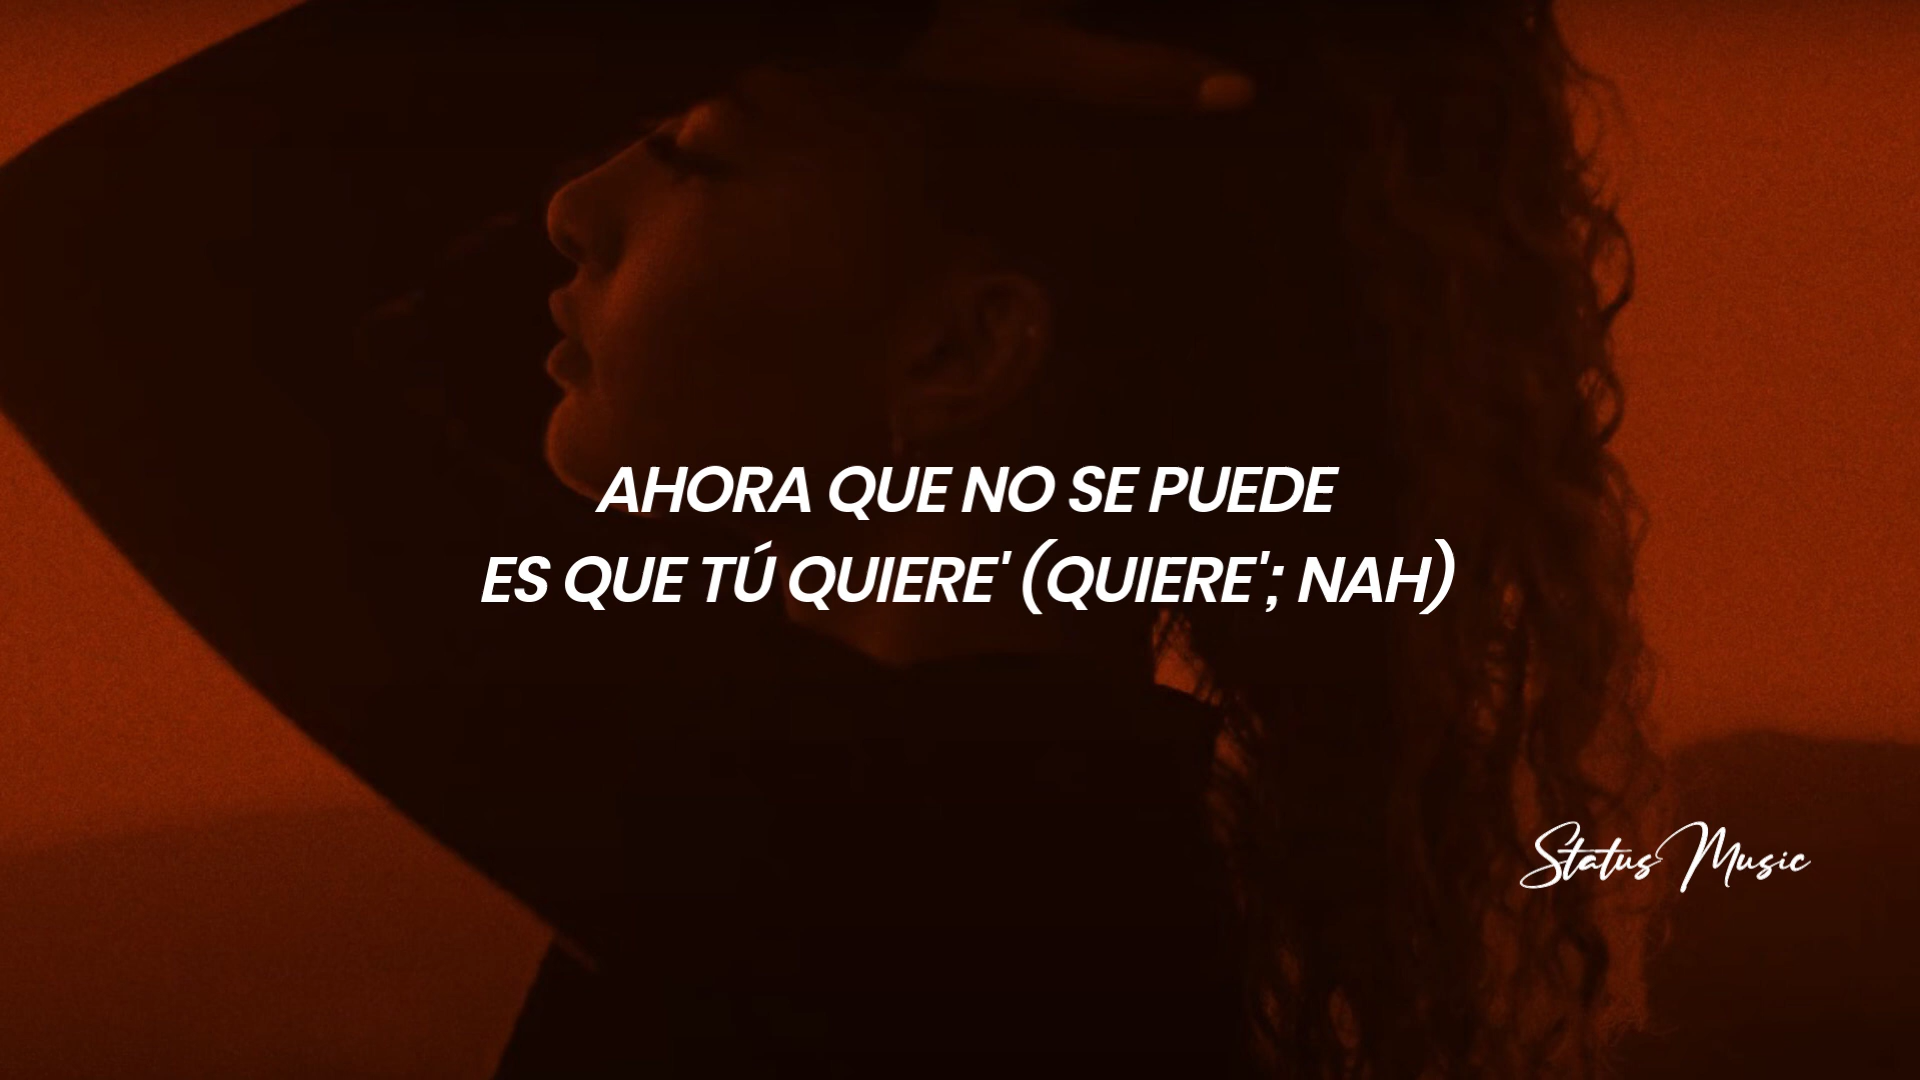 AHORA QUE NO SE PUEDE
ES QUE TÚ QUIERE' (QUIERE'; NAH)
Status Music